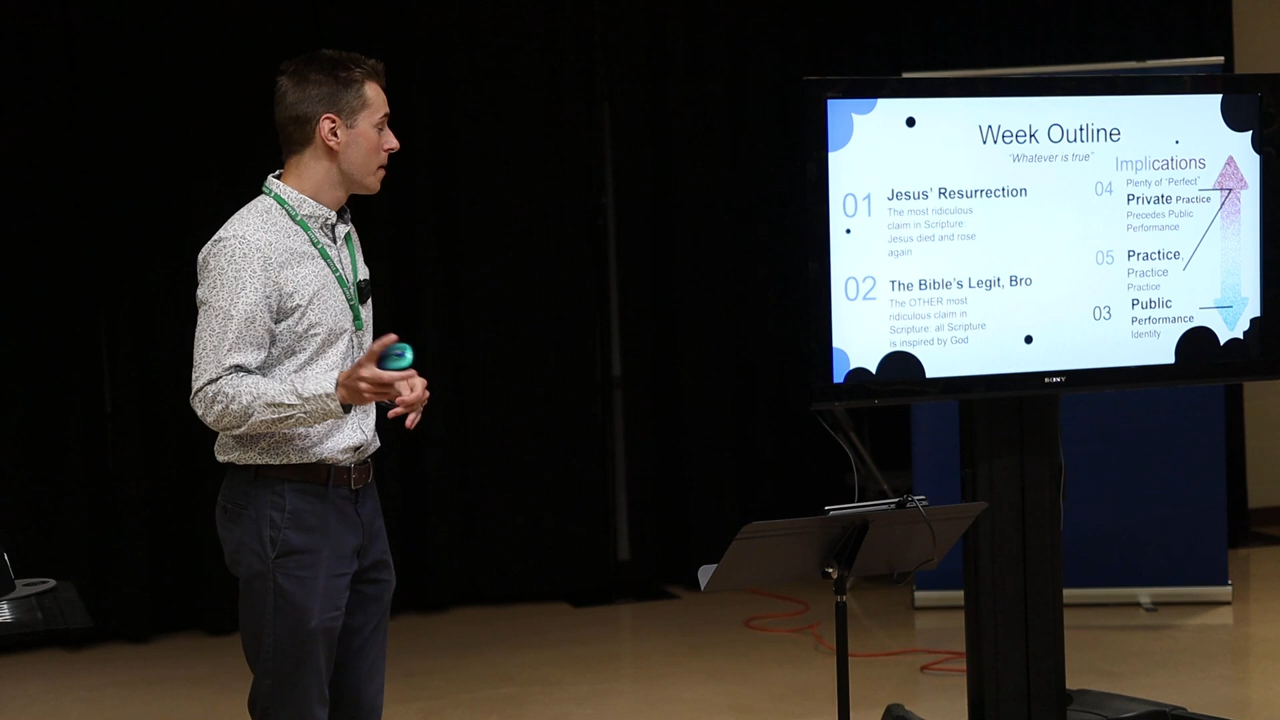 Week Outline
"Whatever is true"
01
Jesus' Resurrection
The most ridiculous
claim in Scripture
Jesus died and rose
again
02
The Bible's Legit, Bro
The OTHER most
ridiculous claim in
Scripture: all Scripture
is inspired by God
Implications
04
Plenty of "Perfect"
Private Practice
Precedes Public
Performance
05
Practice,
Practice
Practice
03
Public
Performance
Identity
SONY